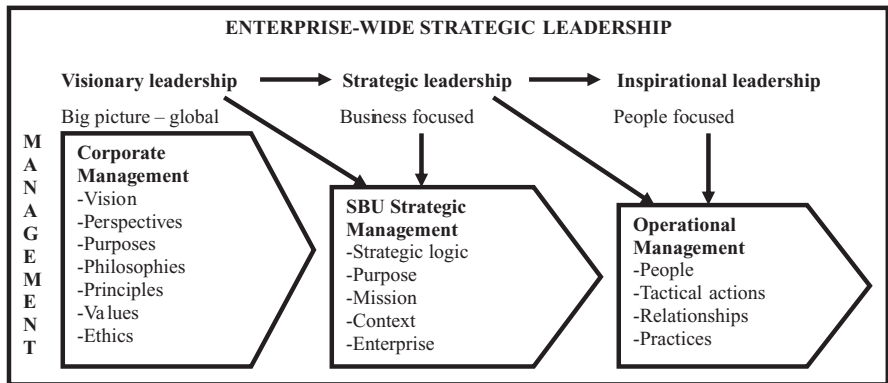 ENTERPRISE-WIDE STRATEGIC LEADERSHIP
Visionary leadership
Strategic leadership
Inspirational leadership
Big picture – global
Business focused
People focused
MANAGEMENT
Corporate
Management
-Vision
-Perspectives
-Purposes
-Philosophies
-Principles
-Values
-Ethics
SBU Strategic
Management
-Strategic logic
-Purpose
-Mission
-Context
-Enterprise
Operational
Management
-People
-Tactical actions
-Relationships
-Practices